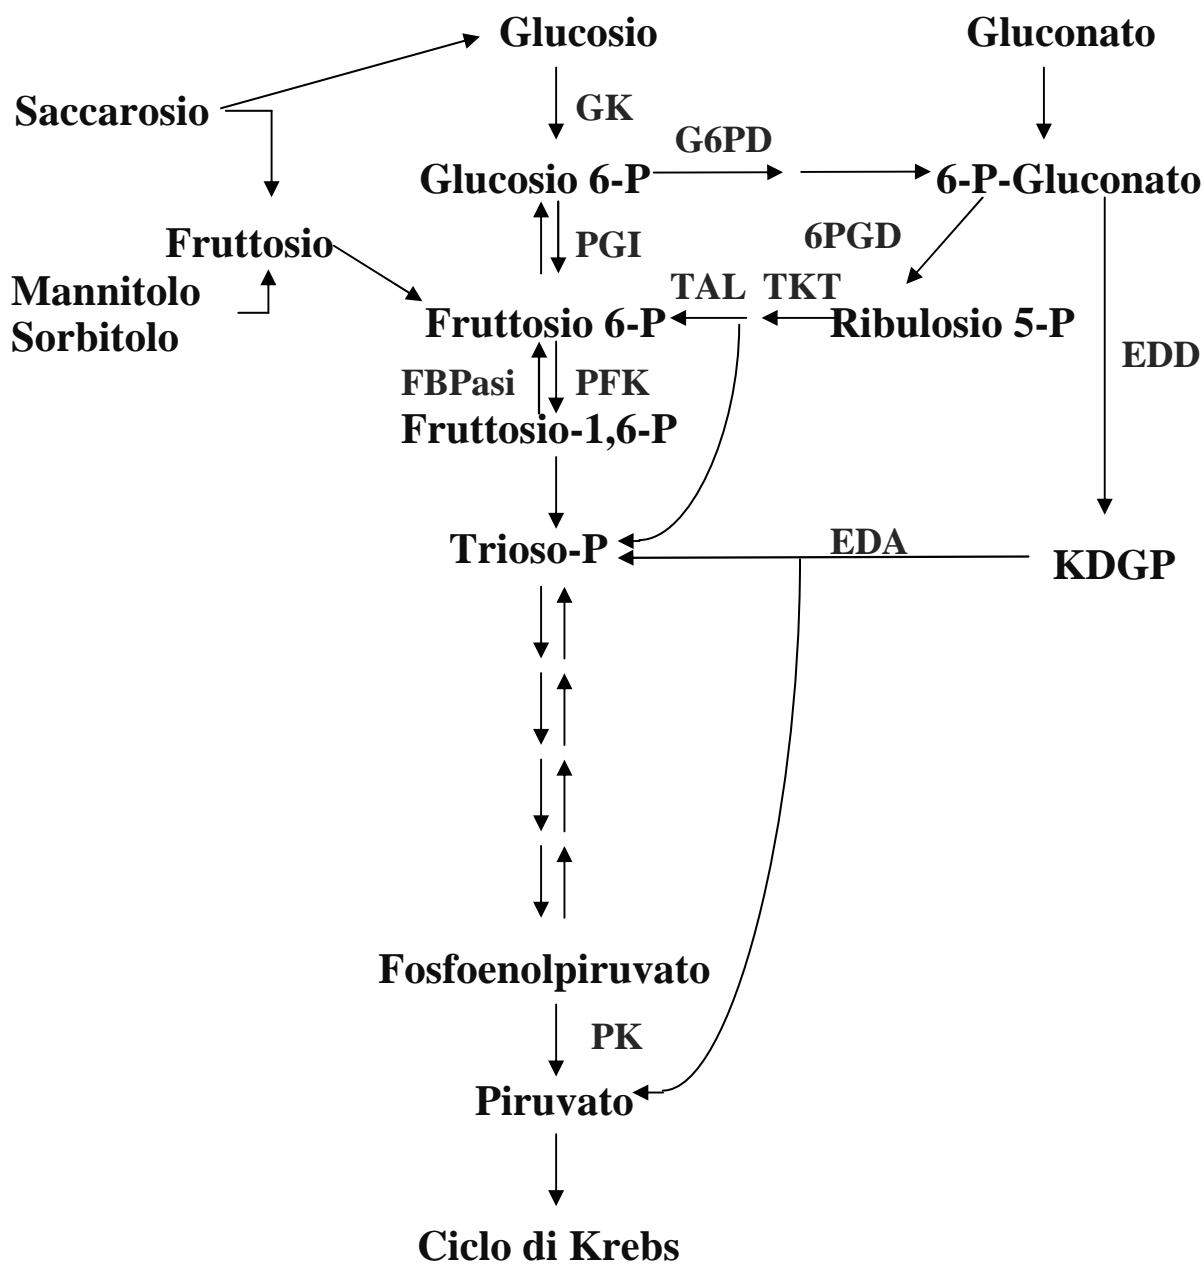 Glucosio
Gluconato
Saccarosio
GK
G6PD
Glucosio 6-P
6-P-Gluconato
Fruttosio
PGI
6PGD
Mannitolo
Sorbitolo
TAL
TKT
Fruttosio 6-P
Ribulosio 5-P
EDD
FBPasi
PFK
Fruttosio-1,6-P
Trioso-P
EDA
KDGP
Fosfoenolpiruvato
PK
Piruvato
Ciclo di Krebs